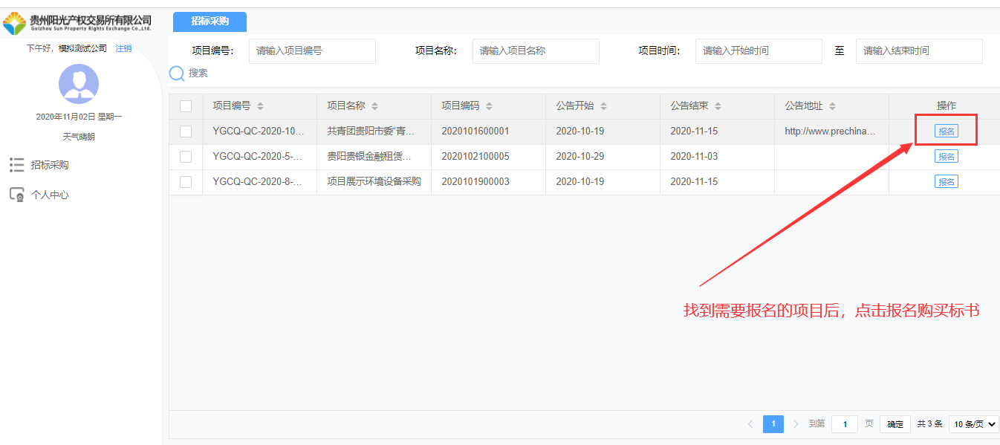 贵州阳光产权交易所有限公司
Guizhou Sun Property Rights Exchange Co.,Ltd.
招标采购
下午好，模拟测试公司 注销
项目编号： 请输入项目编号 项目名称： 请输入项目名称 项目时间： 请输入开始时间 至 请输入结束时间
搜索
项目编号 项目名称 项目编码 公告开始 公告结束 公告地址 操作
2020年11月02日 星期一
YGCQ-QC-2020-10... 共青团贵阳市委“青... 2020101600001 2020-10-19 2020-11-15 http://www.prechina... 报名
天气晴朗
YGCQ-QC-2020-5-... 贵阳贵银金融租赁... 2020102100005 2020-10-29 2020-11-03 报名
招标采购
YGCQ-QC-2020-8-... 项目展示环境设备采购 2020101900003 2020-10-19 2020-11-15 报名
个人中心
找到需要报名的项目后，点击报名购买标书
1 到第 1 页 确定 共 3 条 10 条/页